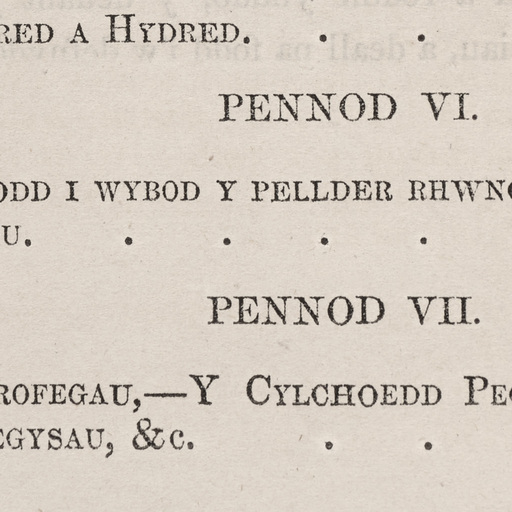 RED A HYDRED. . .
PENNOD VI.
ODD I WYBOD Y PELLDER RHWNG
U. . . . .
PENNOD VII.
ROFEGAU,—Y CYLCHOEDD PE
EGYSAU, &c. . .